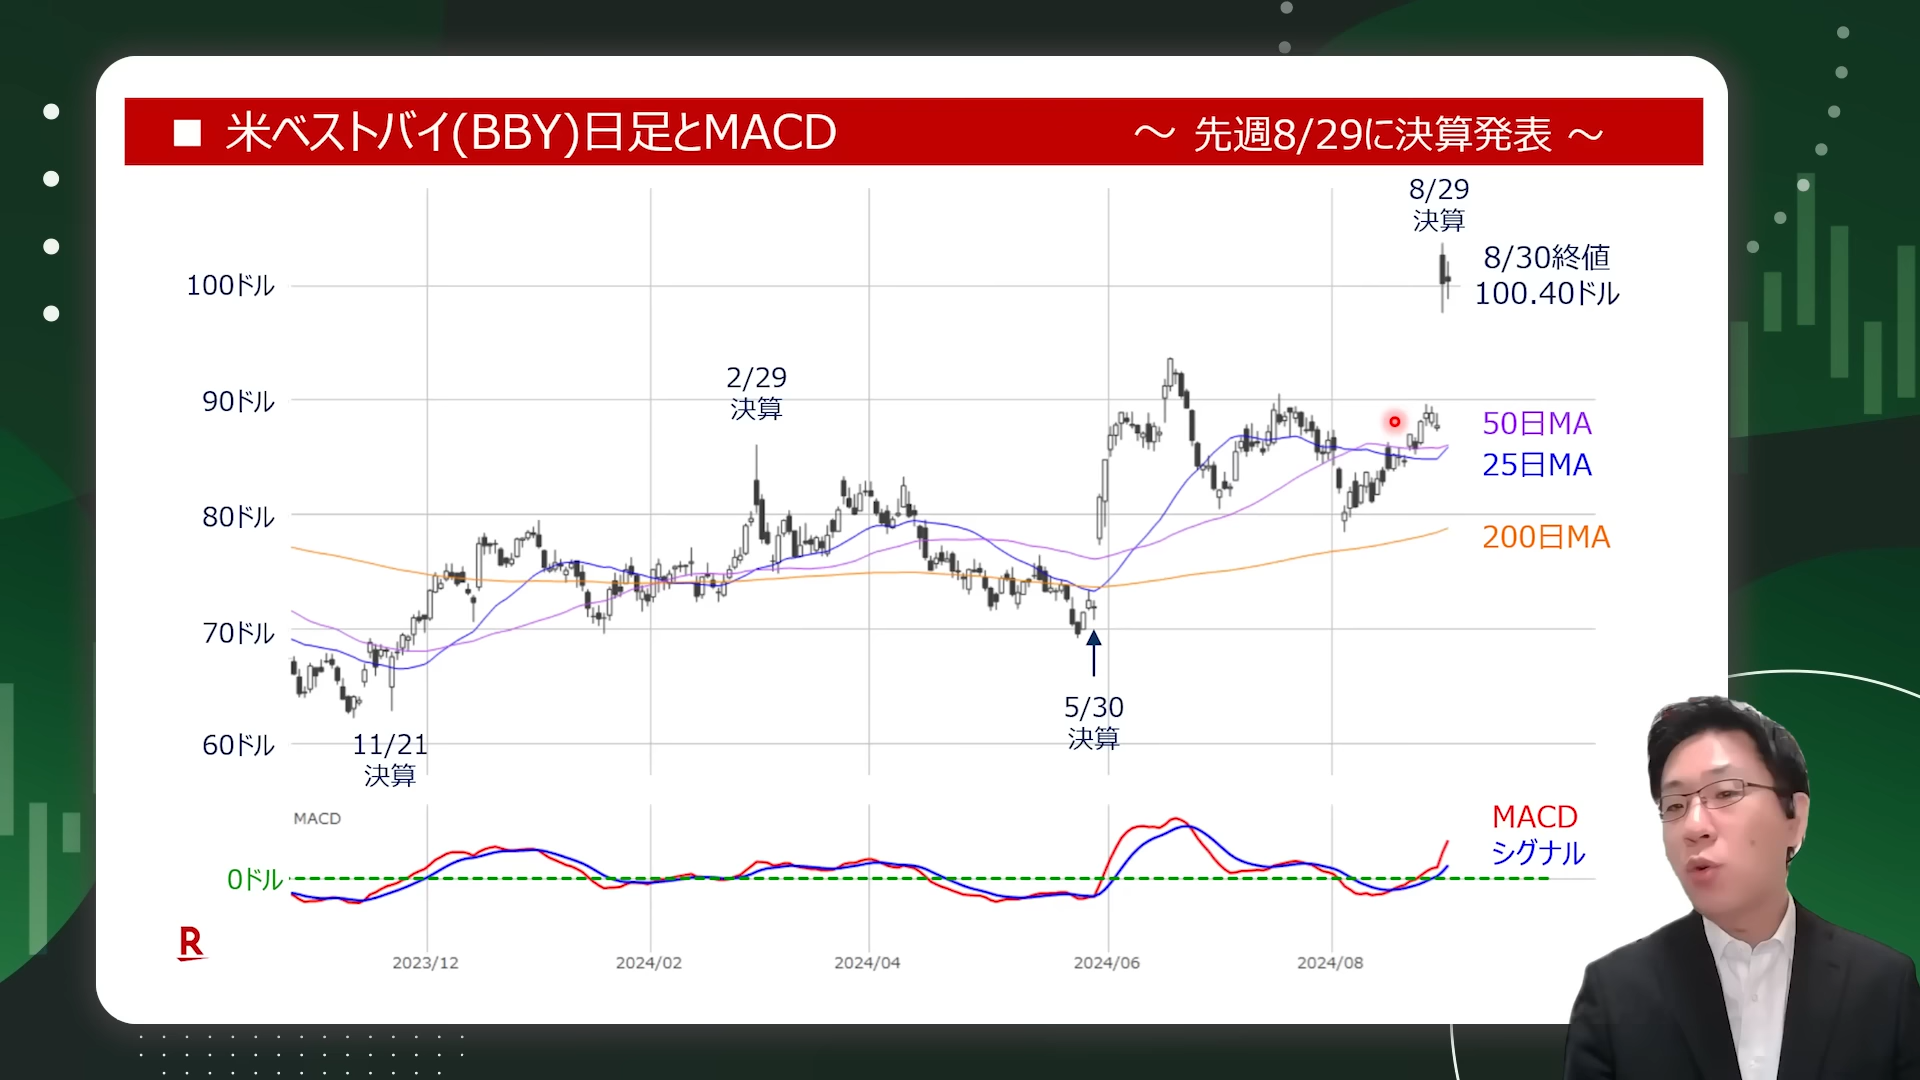 ■ 米ベストバイ(BBY)日足とMACD
～ 先週8/29に決算発表 ～
8/29
決算
8/30終値
100.40ドル
100ドル
90ドル
80ドル
70ドル
60ドル
2/29
決算
50日MA
25日MA
200日MA
5/30
決算
11/21
決算
MACD
MACD
シグナル
0ドル
R
2023/12
2024/02
2024/04
2024/06
2024/08